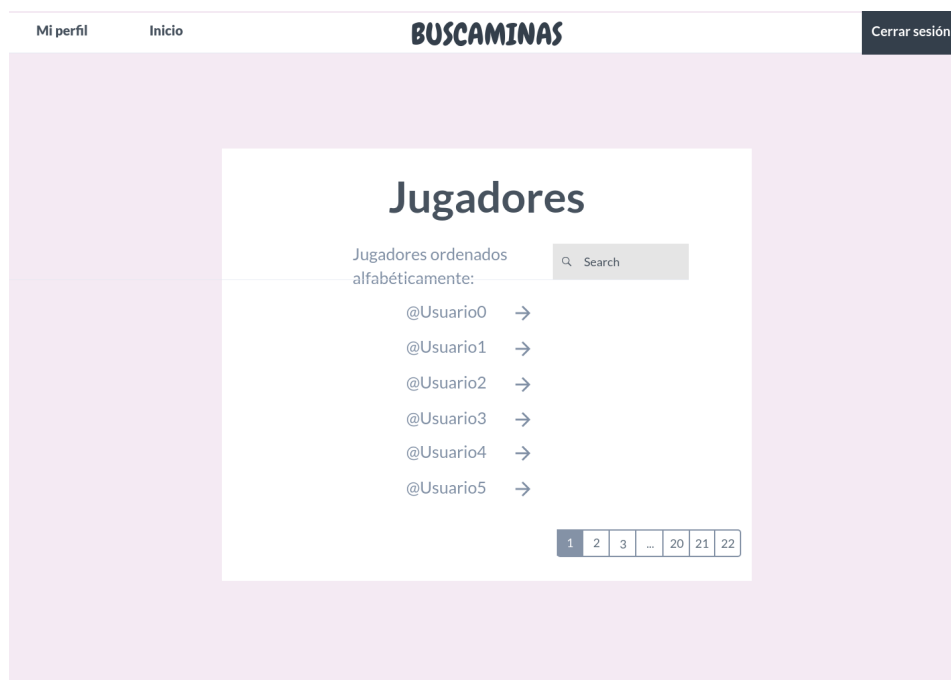 Mi perfil Inicio BUSCAMINAS Cerrar sesión
Jugadores
Jugadores ordenados
alfabéticamente:
Search
@Usuario0
@Usuario1
@Usuario2
@Usuario3
@Usuario4
@Usuario5
1 2 3 ... 20 21 22